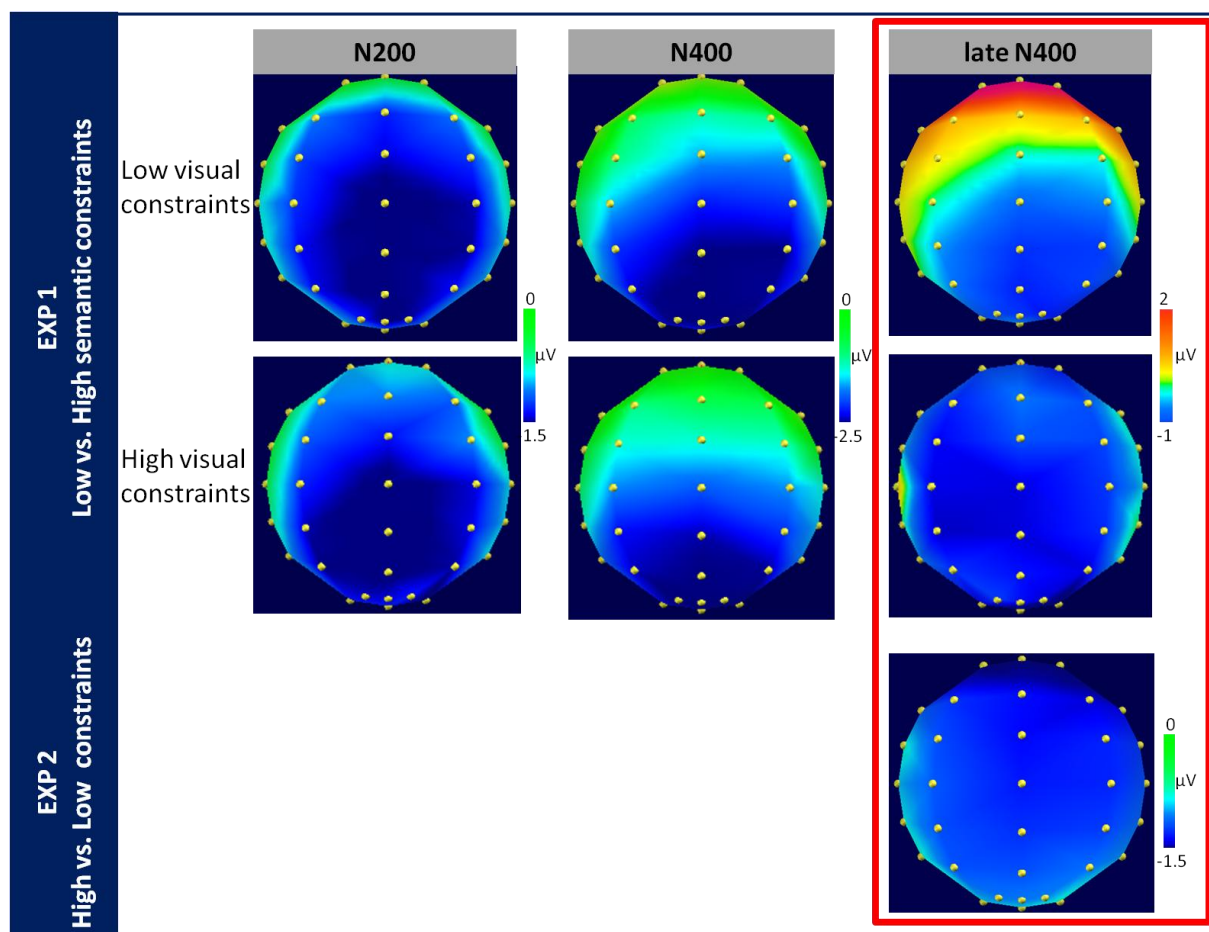 N200
N400
late N400
EXP 1
Low vs. High semantic constraints
Low visual
constraints
0
µV
1.5
0
µV
-2.5
2
µV
-1
High visual
constraints
EXP 2
High vs. Low constraints
0
µV
-1.5